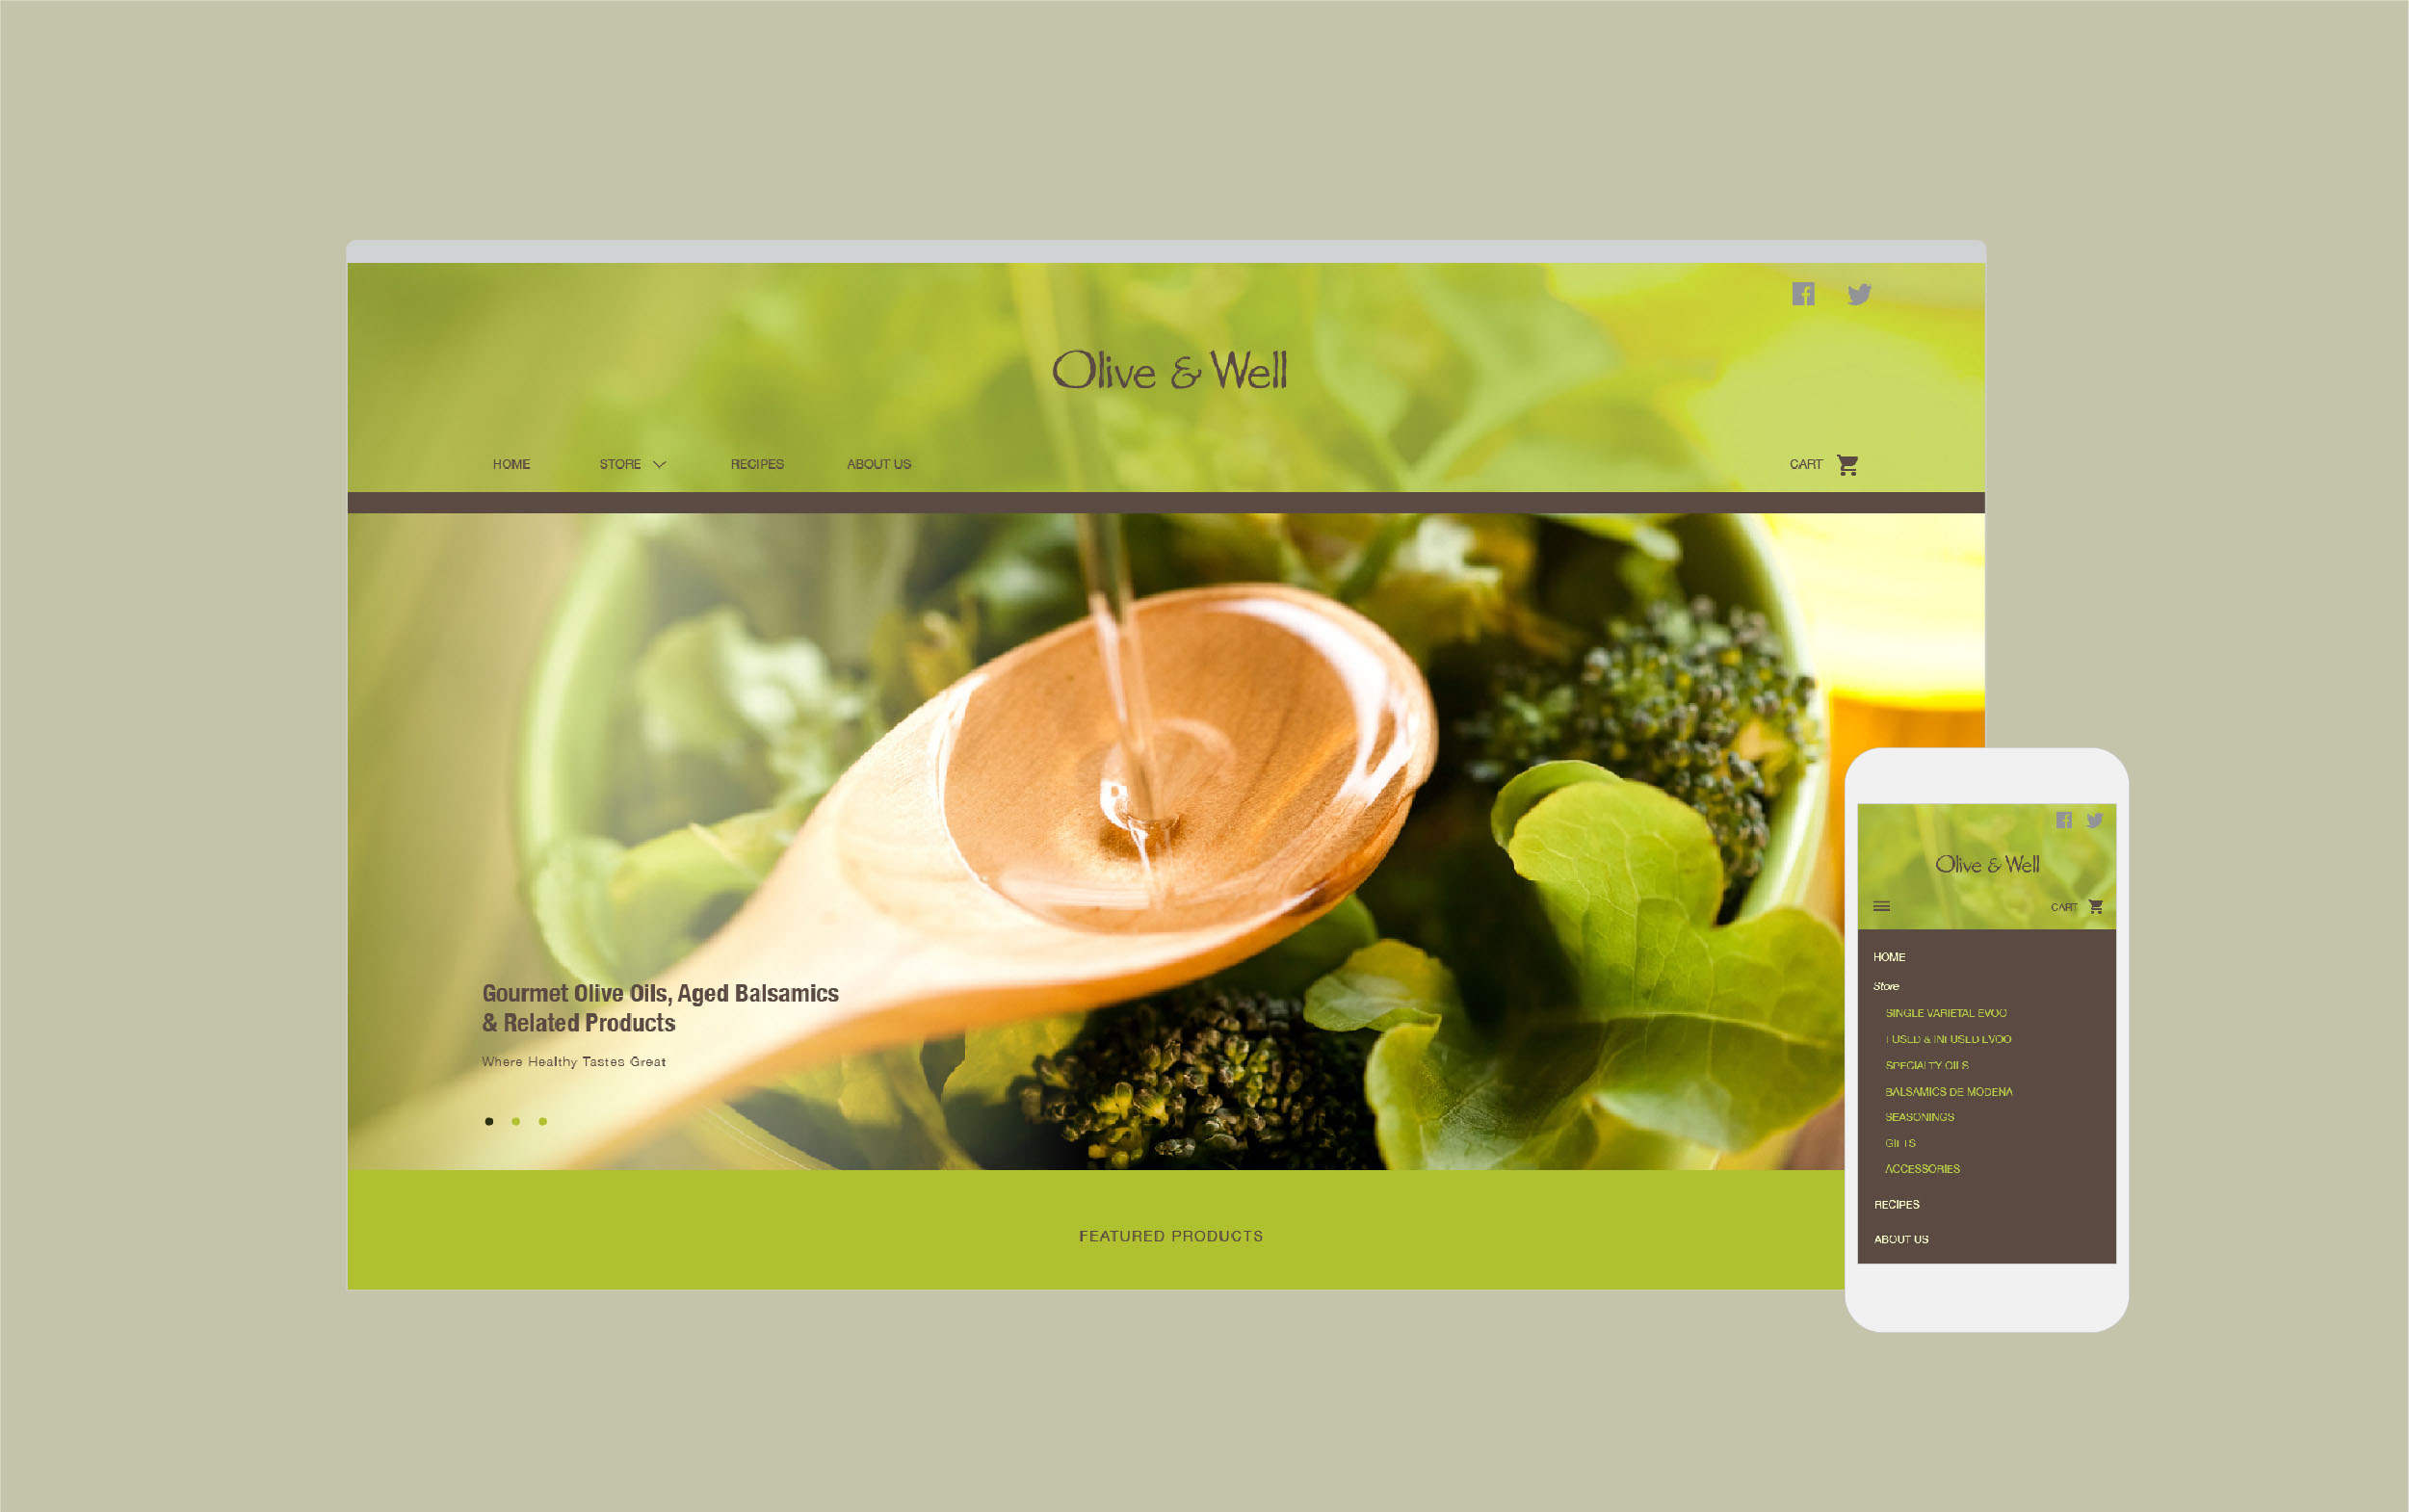 Olive & Well
HOME STORE RECIPES ABOUT US CART
Gourmet Olive Oils, Aged Balsamics
& Related Products
Where Healthy Tastes Great
FEATURED PRODUCTS
Olive & Well
CART
HOME
Store
SINGLE VARIETAL EVOO
FUSED & INFUSED EVOO
SPECIALTY OILS
BALSAMICS DE MODENA
SEASONINGS
GIFTS
ACCESSORIES
RECIPES
ABOUT US